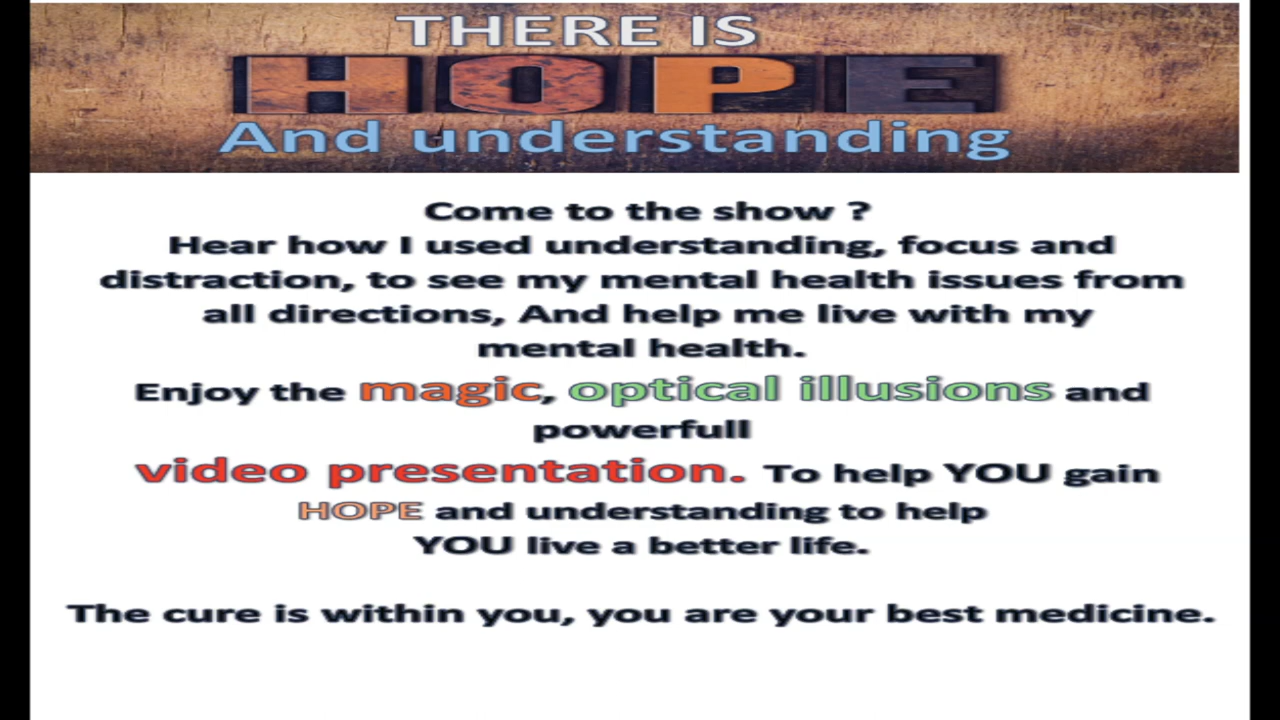 THERE IS
HOPE
And understanding
Come to the show ?
Hear how I used understanding, focus and
distraction, to see my mental health issues from
all directions, And help me live with my
mental health.
Enjoy the magic, optical illusions and
powerfull
video presentation. To help YOU gain
HOPE and understanding to help
YOU live a better life.
The cure is within you, you are your best medicine.